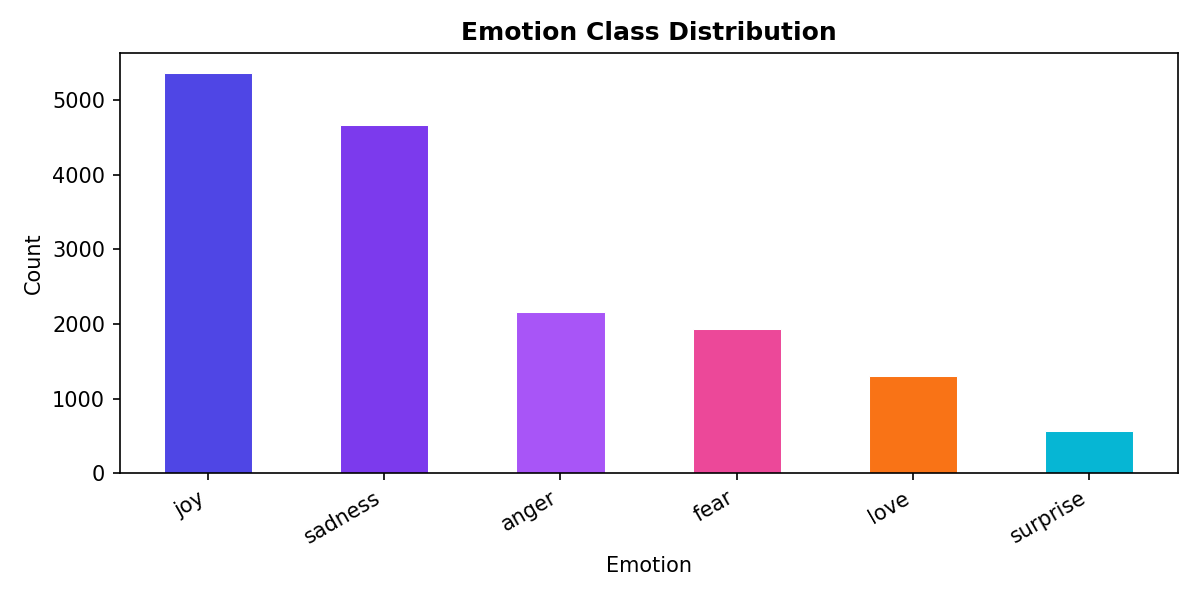 Emotion Class Distribution
5000
4000
3000
2000
1000
0
Count
joy
sadness
anger
fear
love
surprise
Emotion